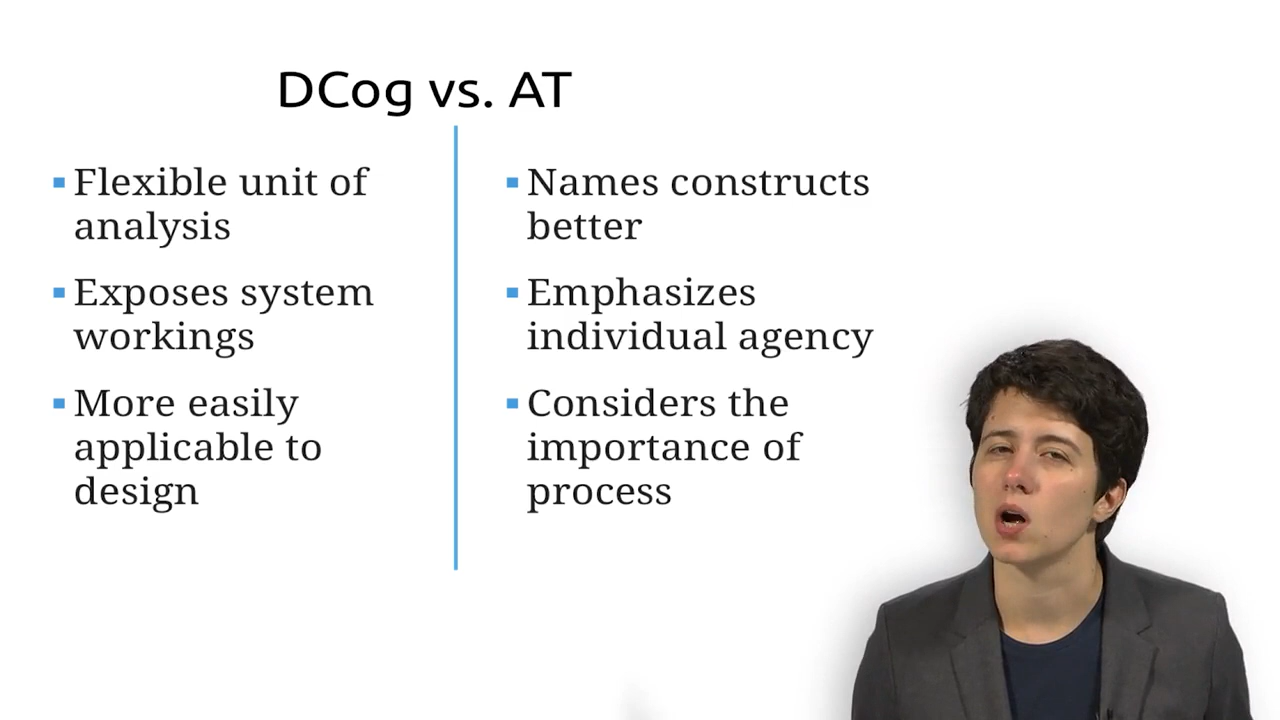 DCog vs. AT
Flexible unit of
analysis
Exposes system
workings
More easily
applicable to
design
Names constructs
better
Emphasizes
individual agency
Considers the
importance of
process